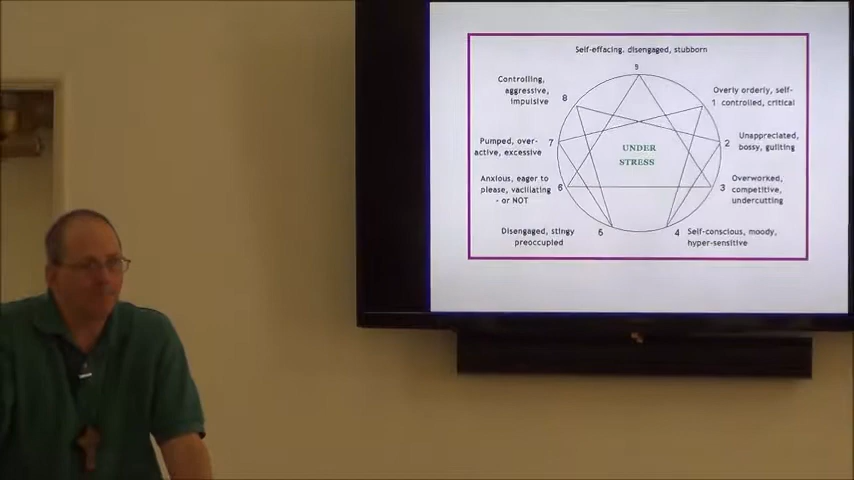 Self-effacing. disengaged, stubborn
9
Controlling,
aggressive,
impulsive
8
Overly orderly, self-
1 controlled, critical
Pumped, over-
active, excessive
7
2
Unappreciated,
bossy, guilting
UNDER
STRESS
Anxious, eager to
please, vacillating
- or NOT
6
3
Overworked,
competitive,
undercutting
Disengaged, stingy
preoccupied
5
4
Self-conscious, moody,
hyper-sensitive